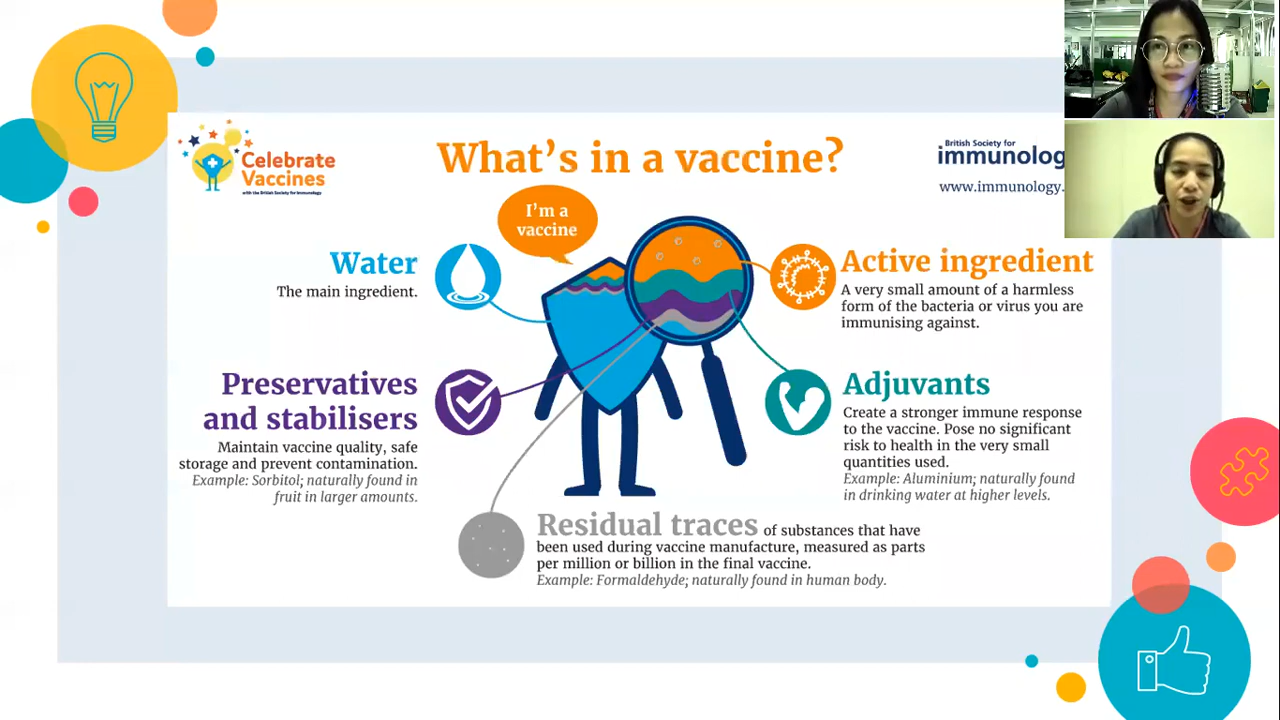 Celebrate
Vaccines
with the British Society for Immunology
What's in a vaccine?
British Society for
immunolog
www.immunology.
I'm a
vaccine
Water
The main ingredient.
Active ingredient
A very small amount of a harmless
form of the bacteria or virus you are
immunising against.
Preservatives
and stabilisers
Maintain vaccine quality, safe
storage and prevent contamination.
Example: Sorbitol; naturally found in
fruit in larger amounts.
Adjuvants
Create a stronger immune response
to the vaccine. Pose no significant
risk to health in the very small
quantities used.
Example: Aluminium; naturally found
in drinking water at higher levels.
Residual traces of substances that have
been used during vaccine manufacture, measured as parts
per million or billion in the final vaccine.
Example: Formaldehyde; naturally found in human body.